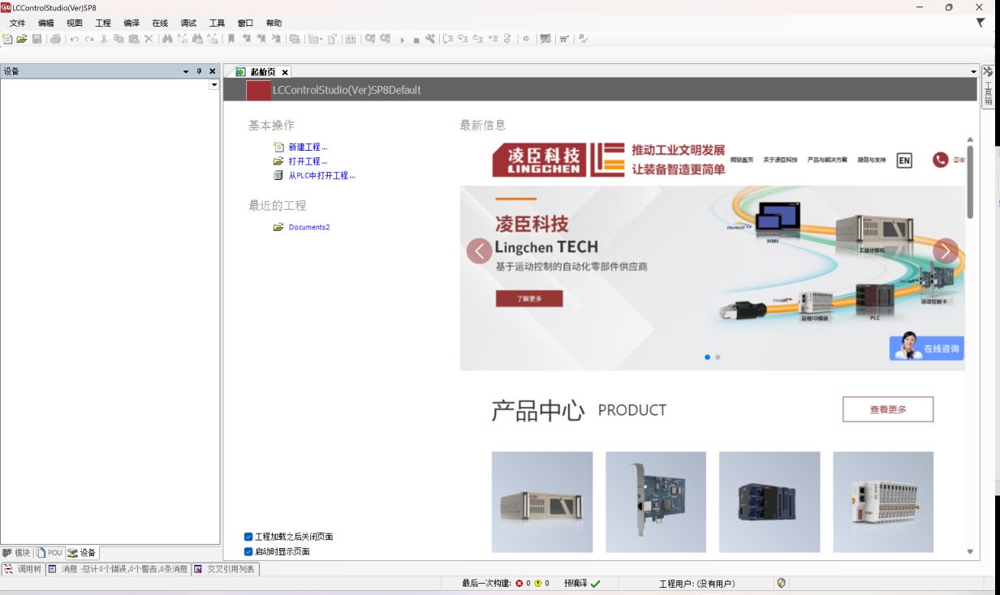 LCControlStudio(Ver)SP8
文件 编辑 视图 工程 编译 在线 调试 工具 窗口 帮助
设备
起始页
工具箱
LCControlStudio(Ver)SP8Default
基本操作
新建工程...
打开工程...
从PLC中打开工程...
最近的工程
Documents2
最新信息
凌臣科技
LINGCHEN
推动工业文明发展
让装备智造更简单
网站首页 关于凌臣科技 产品与解决方案 服务与支持 EN 咨询
凌臣科技
Lingchen TECH
基于运动控制的自动化零部件供应商
了解更多
HMI
工业计算机
运动控制卡
远程IO模块
PLC
在线咨询
产品中心 PRODUCT
查看更多
工程加载之后关闭页面
启动时显示页面
模块 POU 设备
调用树 消息 -总计0个错误,0个警告,0条消息 交叉引用列表
最后一次构建: 0 0 预编译 工程用户: (没有用户)